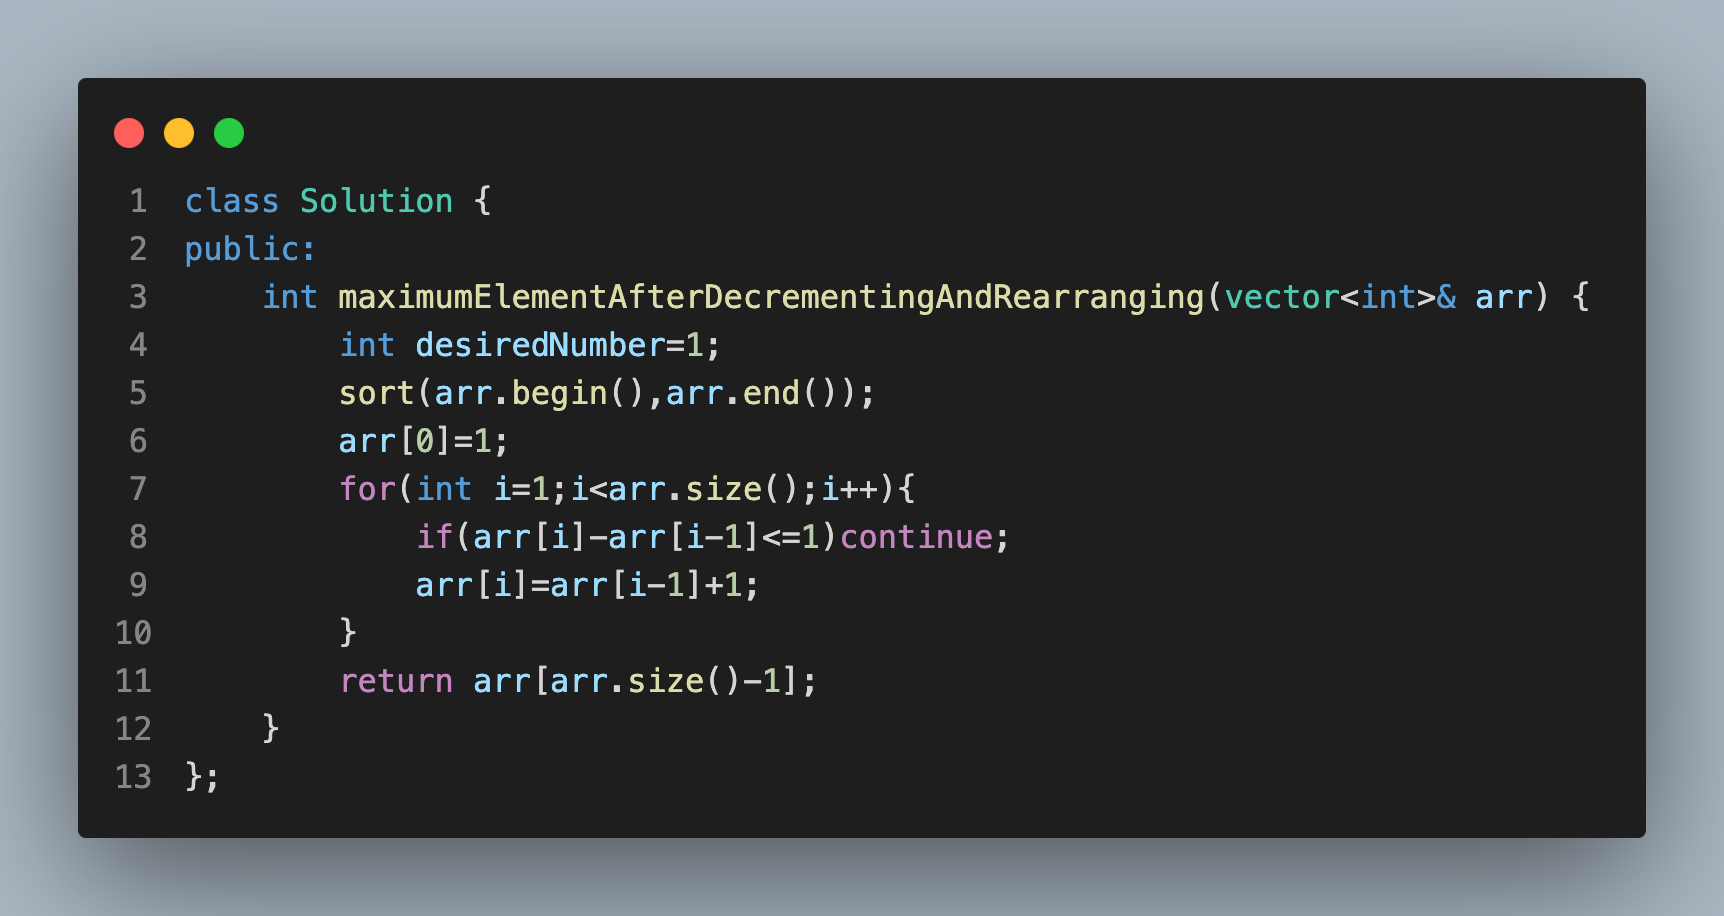 1 class Solution {
2 public:
3     int maximumElementAfterDecrementingAndRearranging(vector<int>& arr) {
4         int desiredNumber=1;
5         sort(arr.begin(),arr.end());
6         arr[0]=1;
7         for(int i=1;i<arr.size();i++){
8             if(arr[i]-arr[i-1]<=1)continue;
9             arr[i]=arr[i-1]+1;
10         }
11         return arr[arr.size()-1];
12     }
13 };